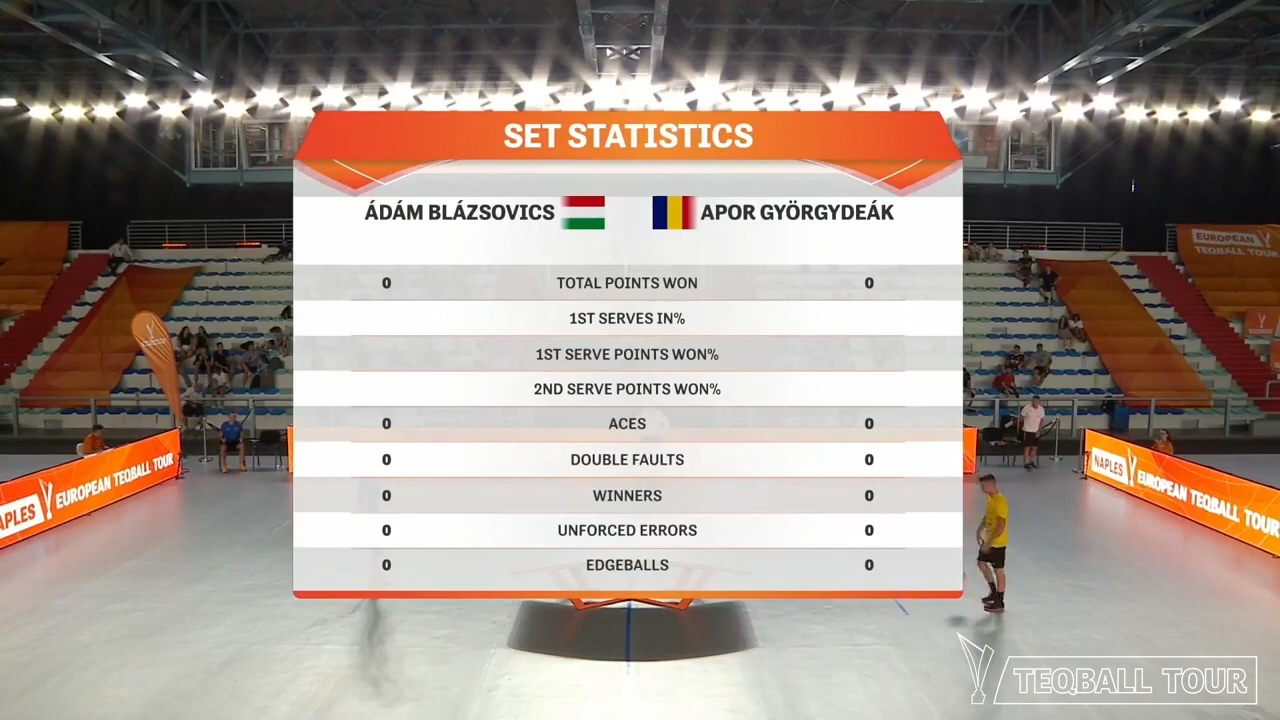 SET STATISTICS
ÁDÁM BLÁZSOVICS
APOR GYÖRGYDEÁK
0 TOTAL POINTS WON 0
1ST SERVES IN%
1ST SERVE POINTS WON%
2ND SERVE POINTS WON%
0 ACES 0
0 DOUBLE FAULTS 0
0 WINNERS 0
0 UNFORCED ERRORS 0
0 EDGEBALLS 0
EUROPEAN
TEQBALL TOUR
APLES EUROPEAN TEQBALL TOUR
NAPLES EUROPEAN TEQBALL TOUR
TEQBALL TOUR